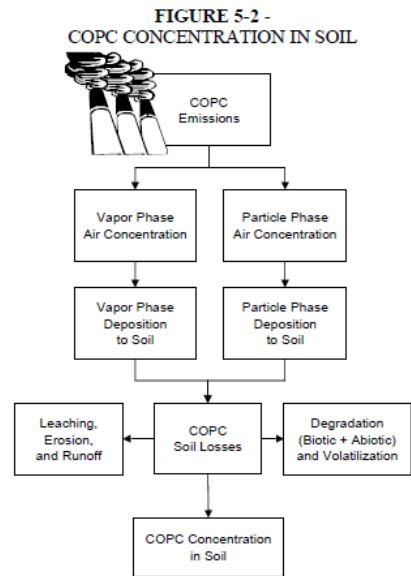 FIGURE 5-2 -
COPC CONCENTRATION IN SOIL
COPC
Emissions
Vapor Phase
Air Concentration
Particle Phase
Air Concentration
Vapor Phase
Deposition
to Soil
Particle Phase
Deposition
to Soil
Leaching,
Erosion,
and Runoff
COPC
Soil Losses
Degradation
(Biotic + Abiotic)
and Volatilization
COPC Concentration
in Soil